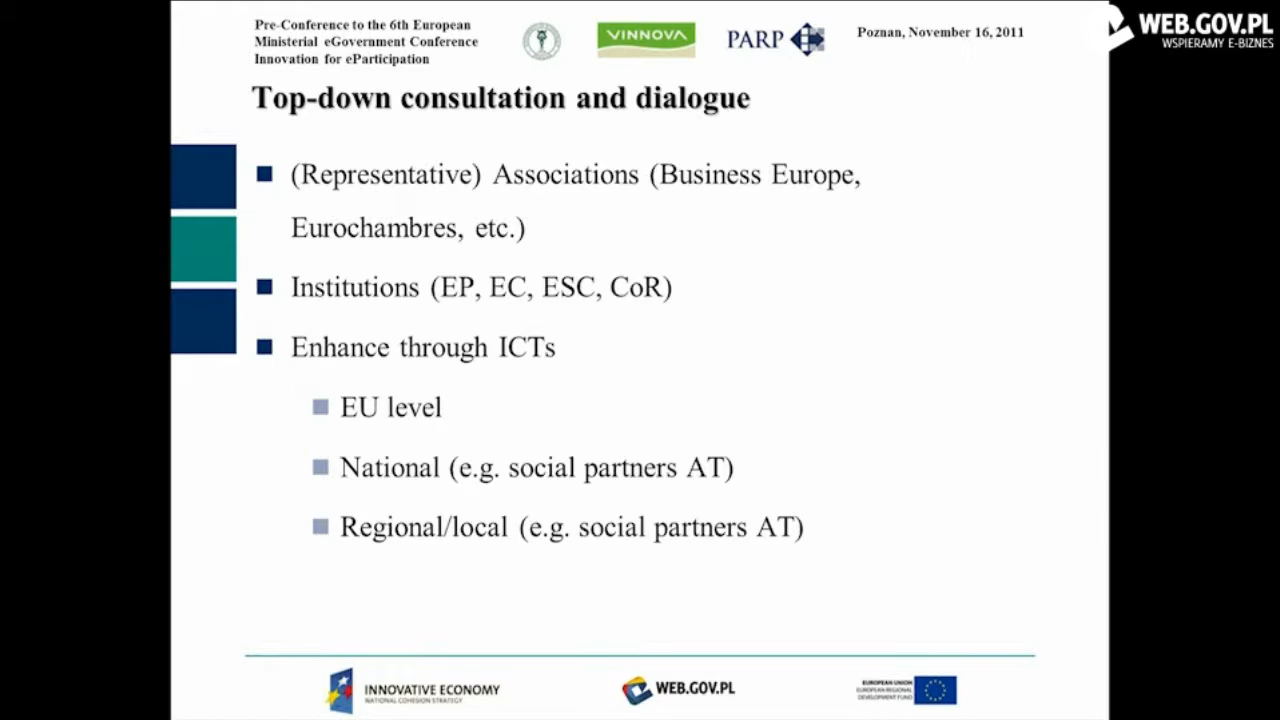 Pre-Conference to the 6th European
Ministerial eGovernment Conference
Innovation for eParticipation
VINNOVA
PARP
Poznan, November 16, 2011
WEB.GOV.PL
WSPIERAMY E-BIZNES
Top-down consultation and dialogue
(Representative) Associations (Business Europe,
Eurochambres, etc.)
Institutions (EP, EC, ESC, CoR)
Enhance through ICTs
EU level
National (e.g. social partners AT)
Regional/local (e.g. social partners AT)
INNOVATIVE ECONOMY
NATIONAL COHESION STRATEGY
WEB.GOV.PL
EUROPEAN UNION
EUROPEAN REGIONAL
DEVELOPMENT FUND